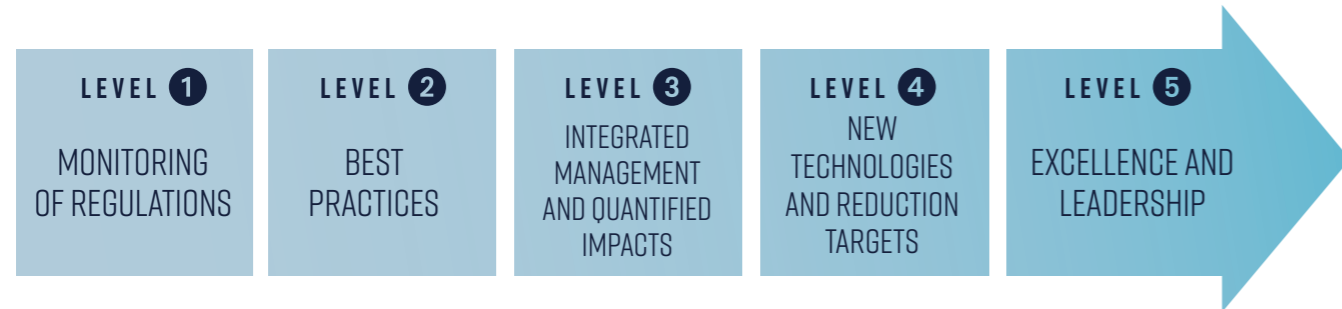 LEVEL 1
MONITORING
OF REGULATIONS
LEVEL 2
BEST
PRACTICES
LEVEL 3
INTEGRATED
MANAGEMENT
AND QUANTIFIED
IMPACTS
LEVEL 4
NEW
TECHNOLOGIES
AND REDUCTION
TARGETS
LEVEL 5
EXCELLENCE AND
LEADERSHIP